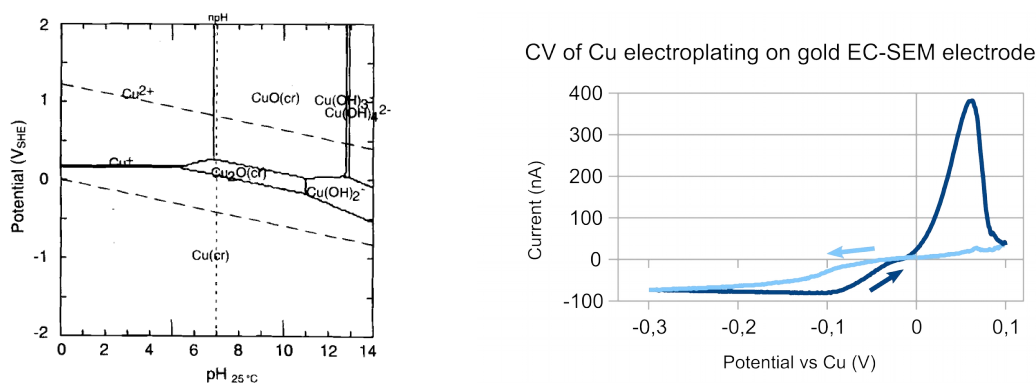 npH
2
1
0
-1
-2
Potential (VSHE)
Cu2+
CuO(cr)
Cu(OH)3-
Cu(OH)42-
Cu+
Cu2O(cr)
Cu(OH)2-
Cu(cr)
0 2 4 6 8 10 12 14
pH 25 °C
CV of Cu electroplating on gold EC-SEM electrode
400
300
200
100
0
-100
Current (nA)
-0,3 -0,2 -0,1 0 0,1
Potential vs Cu (V)